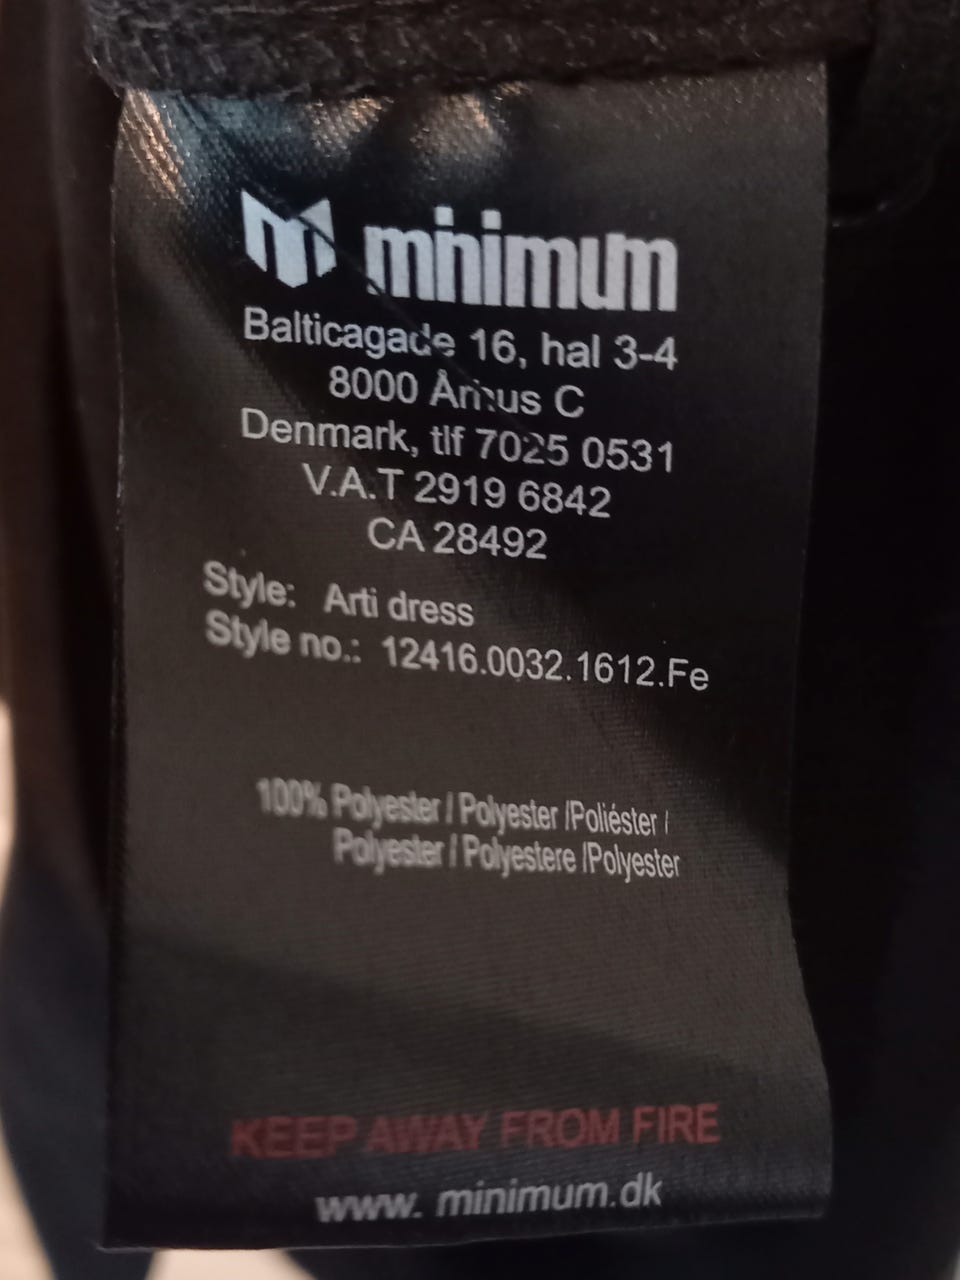 minimum
Balticagade 16, hal 3-4
8000 Århus C
Denmark, tlf 7025 0531
V.A.T 2919 6842
CA 28492
Style: Arti dress
Style no.: 12416.0032.1612.Fe
100% Polyester / Polyester /Poliéster /
Polyester / Polyestere /Polyester
KEEP AWAY FROM FIRE
www. minimum.dk